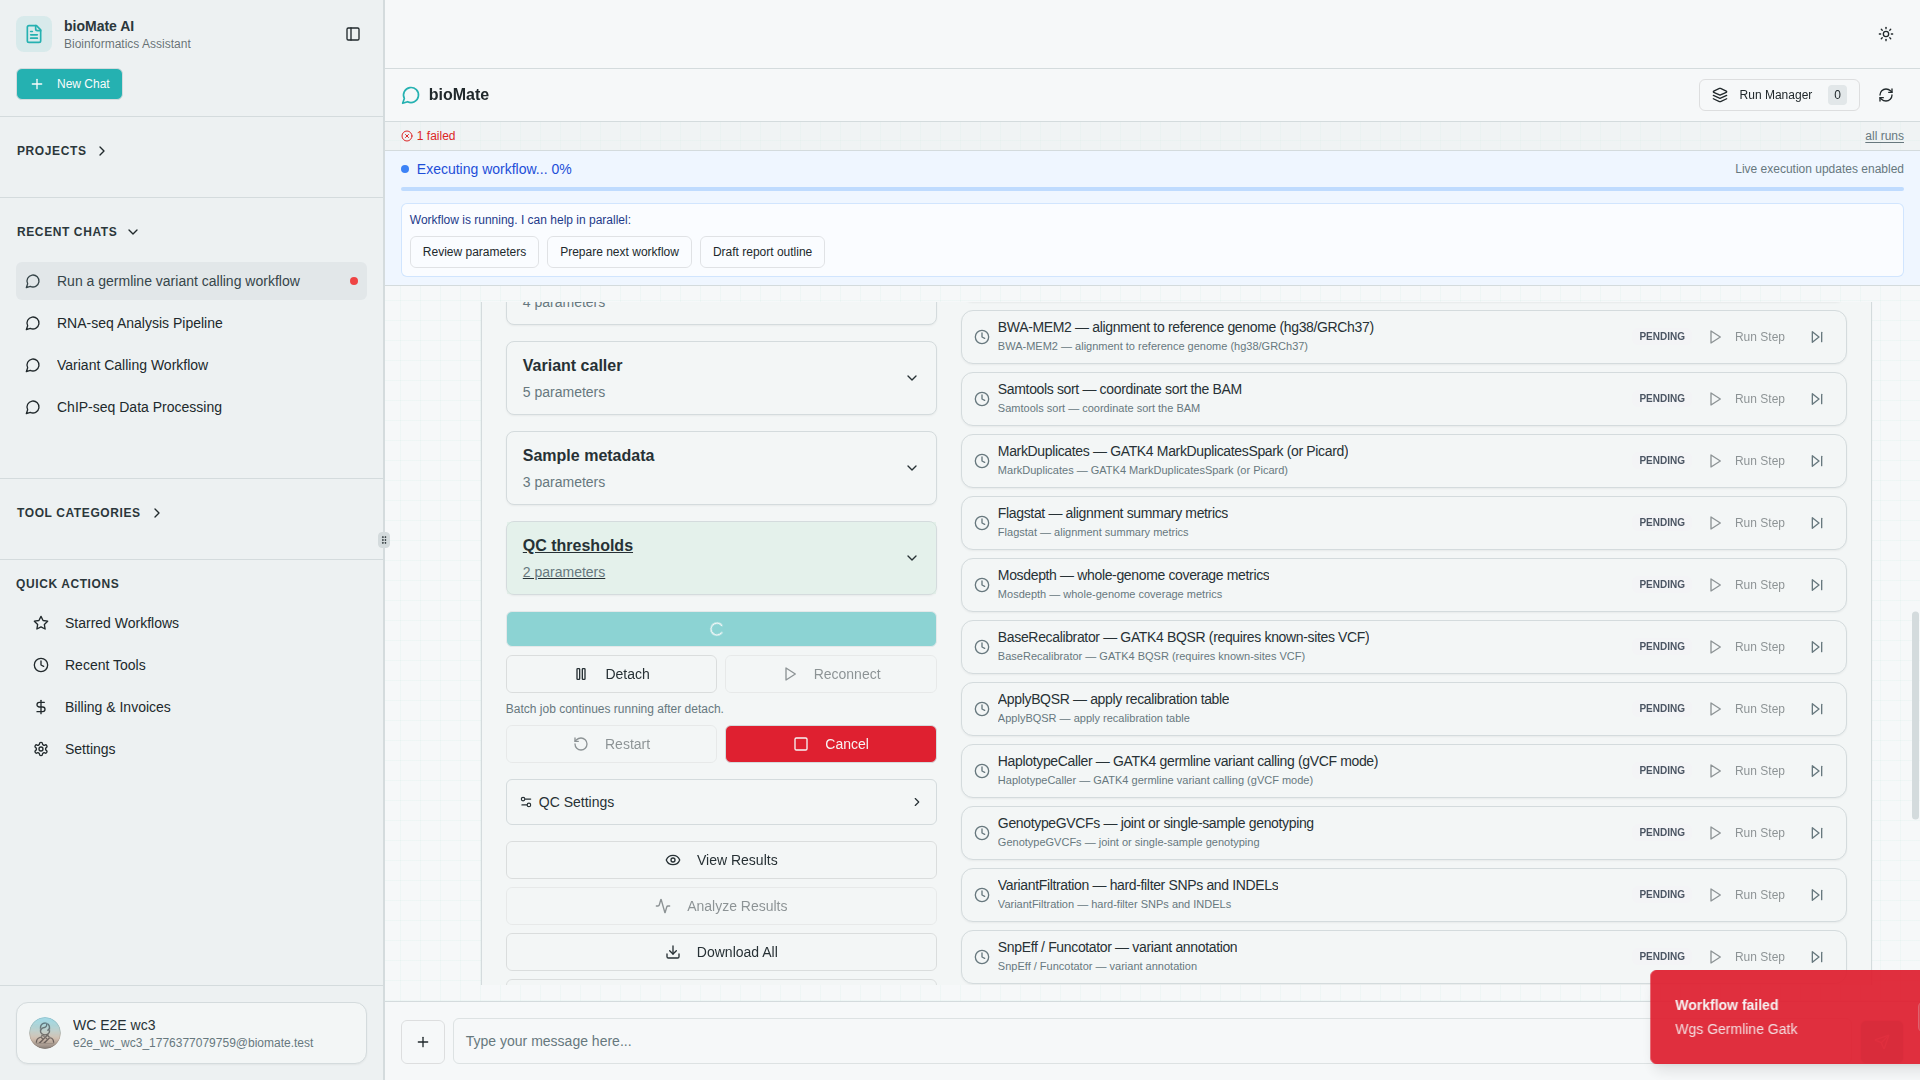 bioMate AI
Bioinformatics Assistant
New Chat
PROJECTS
RECENT CHATS
Run a germline variant calling workflow
RNA-seq Analysis Pipeline
Variant Calling Workflow
ChIP-seq Data Processing
TOOL CATEGORIES
QUICK ACTIONS
Starred Workflows
Recent Tools
Billing & Invoices
Settings
WC E2E wc3
e2e_wc_wc3_1776377079759@biomate.test
bioMate
Run Manager 0
1 failed
all runs
Executing workflow... 0%
Live execution updates enabled
Workflow is running. I can help in parallel:
Review parameters
Prepare next workflow
Draft report outline
4 parameters
Variant caller
5 parameters
Sample metadata
3 parameters
QC thresholds
2 parameters
Detach
Reconnect
Batch job continues running after detach.
Restart
Cancel
QC Settings
View Results
Analyze Results
Download All
BWA-MEM2 — alignment to reference genome (hg38/GRCh37)
BWA-MEM2 — alignment to reference genome (hg38/GRCh37)
PENDING
Run Step
Samtools sort — coordinate sort the BAM
Samtools sort — coordinate sort the BAM
PENDING
Run Step
MarkDuplicates — GATK4 MarkDuplicatesSpark (or Picard)
MarkDuplicates — GATK4 MarkDuplicatesSpark (or Picard)
PENDING
Run Step
Flagstat — alignment summary metrics
Flagstat — alignment summary metrics
PENDING
Run Step
Mosdepth — whole-genome coverage metrics
Mosdepth — whole-genome coverage metrics
PENDING
Run Step
BaseRecalibrator — GATK4 BQSR (requires known-sites VCF)
BaseRecalibrator — GATK4 BQSR (requires known-sites VCF)
PENDING
Run Step
ApplyBQSR — apply recalibration table
ApplyBQSR — apply recalibration table
PENDING
Run Step
HaplotypeCaller — GATK4 germline variant calling (gVCF mode)
HaplotypeCaller — GATK4 germline variant calling (gVCF mode)
PENDING
Run Step
GenotypeGVCFs — joint or single-sample genotyping
GenotypeGVCFs — joint or single-sample genotyping
PENDING
Run Step
VariantFiltration — hard-filter SNPs and INDELs
VariantFiltration — hard-filter SNPs and INDELs
PENDING
Run Step
SnpEff / Funcotator — variant annotation
SnpEff / Funcotator — variant annotation
PENDING
Run Step
Type your message here...
Workflow failed
Wgs Germline Gatk